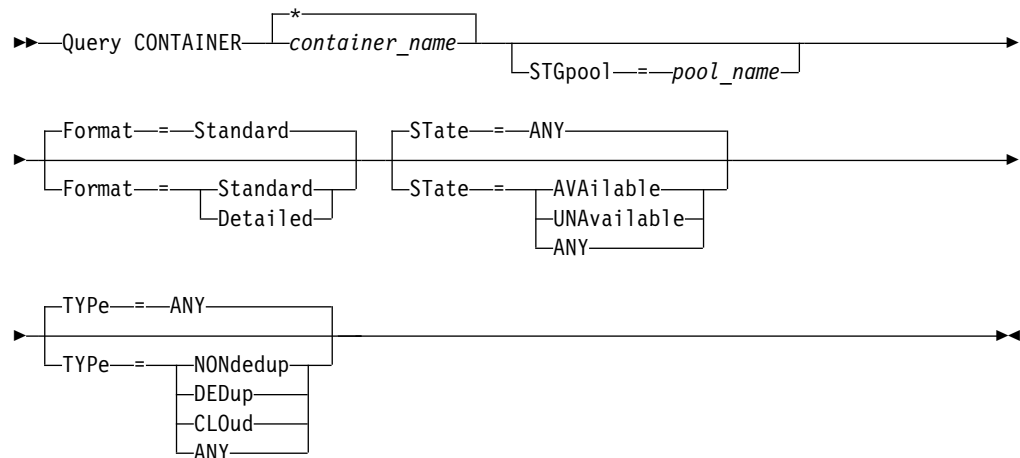 *
Query CONTAINER container_name
STGpool = pool_name
Format = Standard STate = ANY
Format = Standard STate = AVAilable
Detailed UNAvailable
ANY
TYPe = ANY
TYPe = NONdedup
DEDup
CLOud
ANY